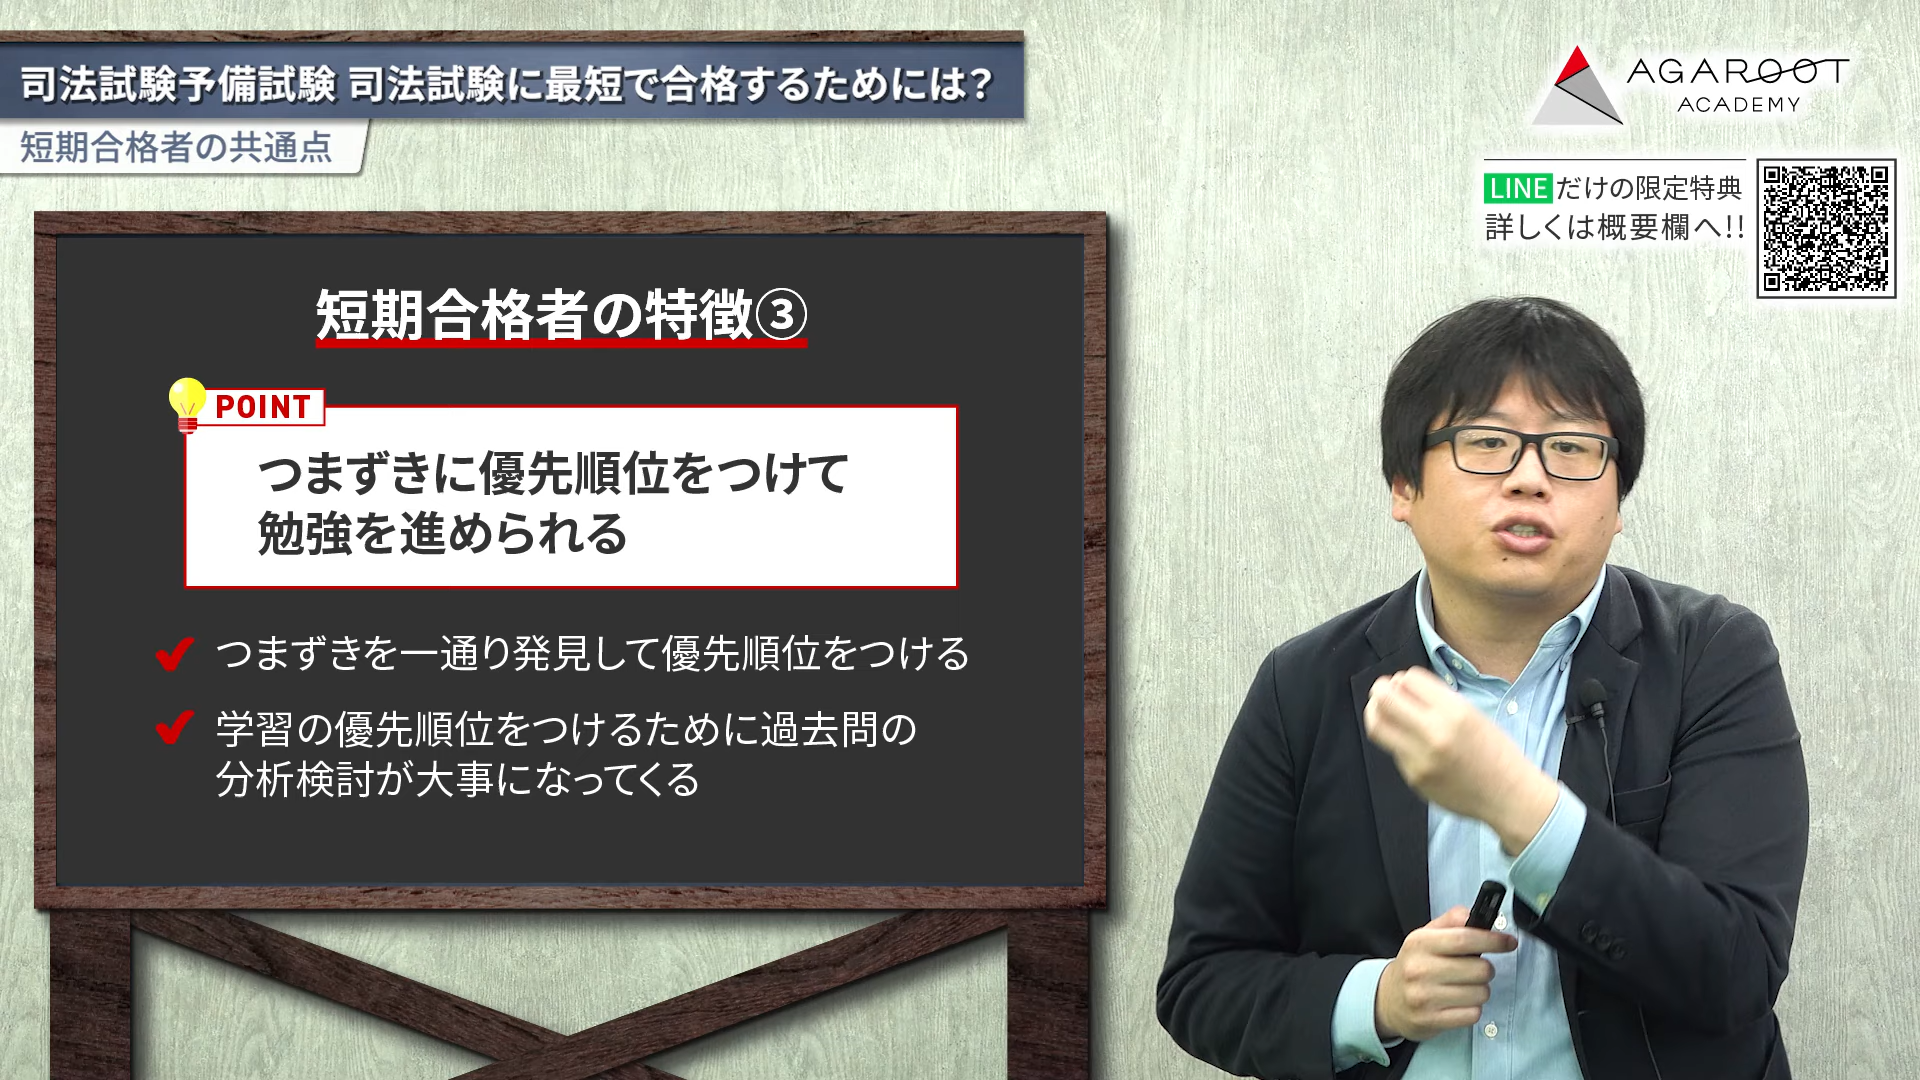 司法試験予備試験 司法試験に最短で合格するためには？
短期合格者の共通点
AGAROOT
ACADEMY
LINEだけの限定特典
詳しくは概要欄へ!!
短期合格者の特徴③
POINT
つまずきに優先順位をつけて
勉強を進められる
つまずきを一通り発見して優先順位をつける
学習の優先順位をつけるために過去問の
分析検討が大事になってくる